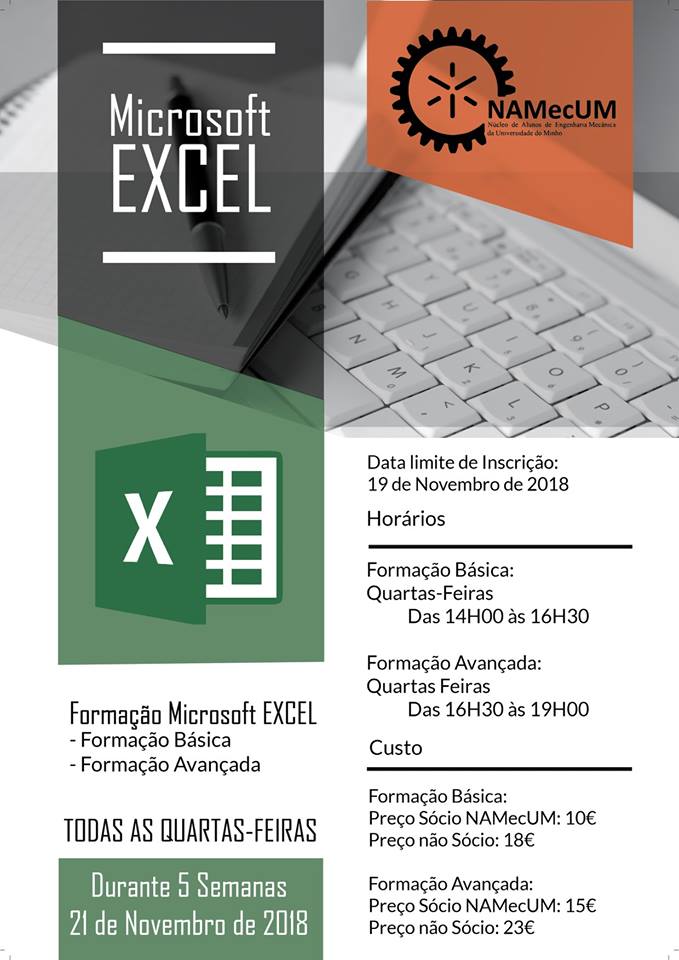 Microsoft
EXCEL
NAMecUM
Núcleo de Alunos de Engenharia Mecânica
da Universidade do Minho
X
Data limite de Inscrição:
19 de Novembro de 2018
Horários
Formação Básica:
Quartas-Feiras
Das 14H00 às 16H30
Formação Avançada:
Quartas Feiras
Das 16H30 às 19H00
Custo
Formação Básica:
Preço Sócio NAMecUM: 10€
Preço não Sócio: 18€
Formação Avançada:
Preço Sócio NAMecUM: 15€
Preço não Sócio: 23€
Formação Microsoft EXCEL
- Formação Básica
- Formação Avançada
TODAS AS QUARTAS-FEIRAS
Durante 5 Semanas
21 de Novembro de 2018